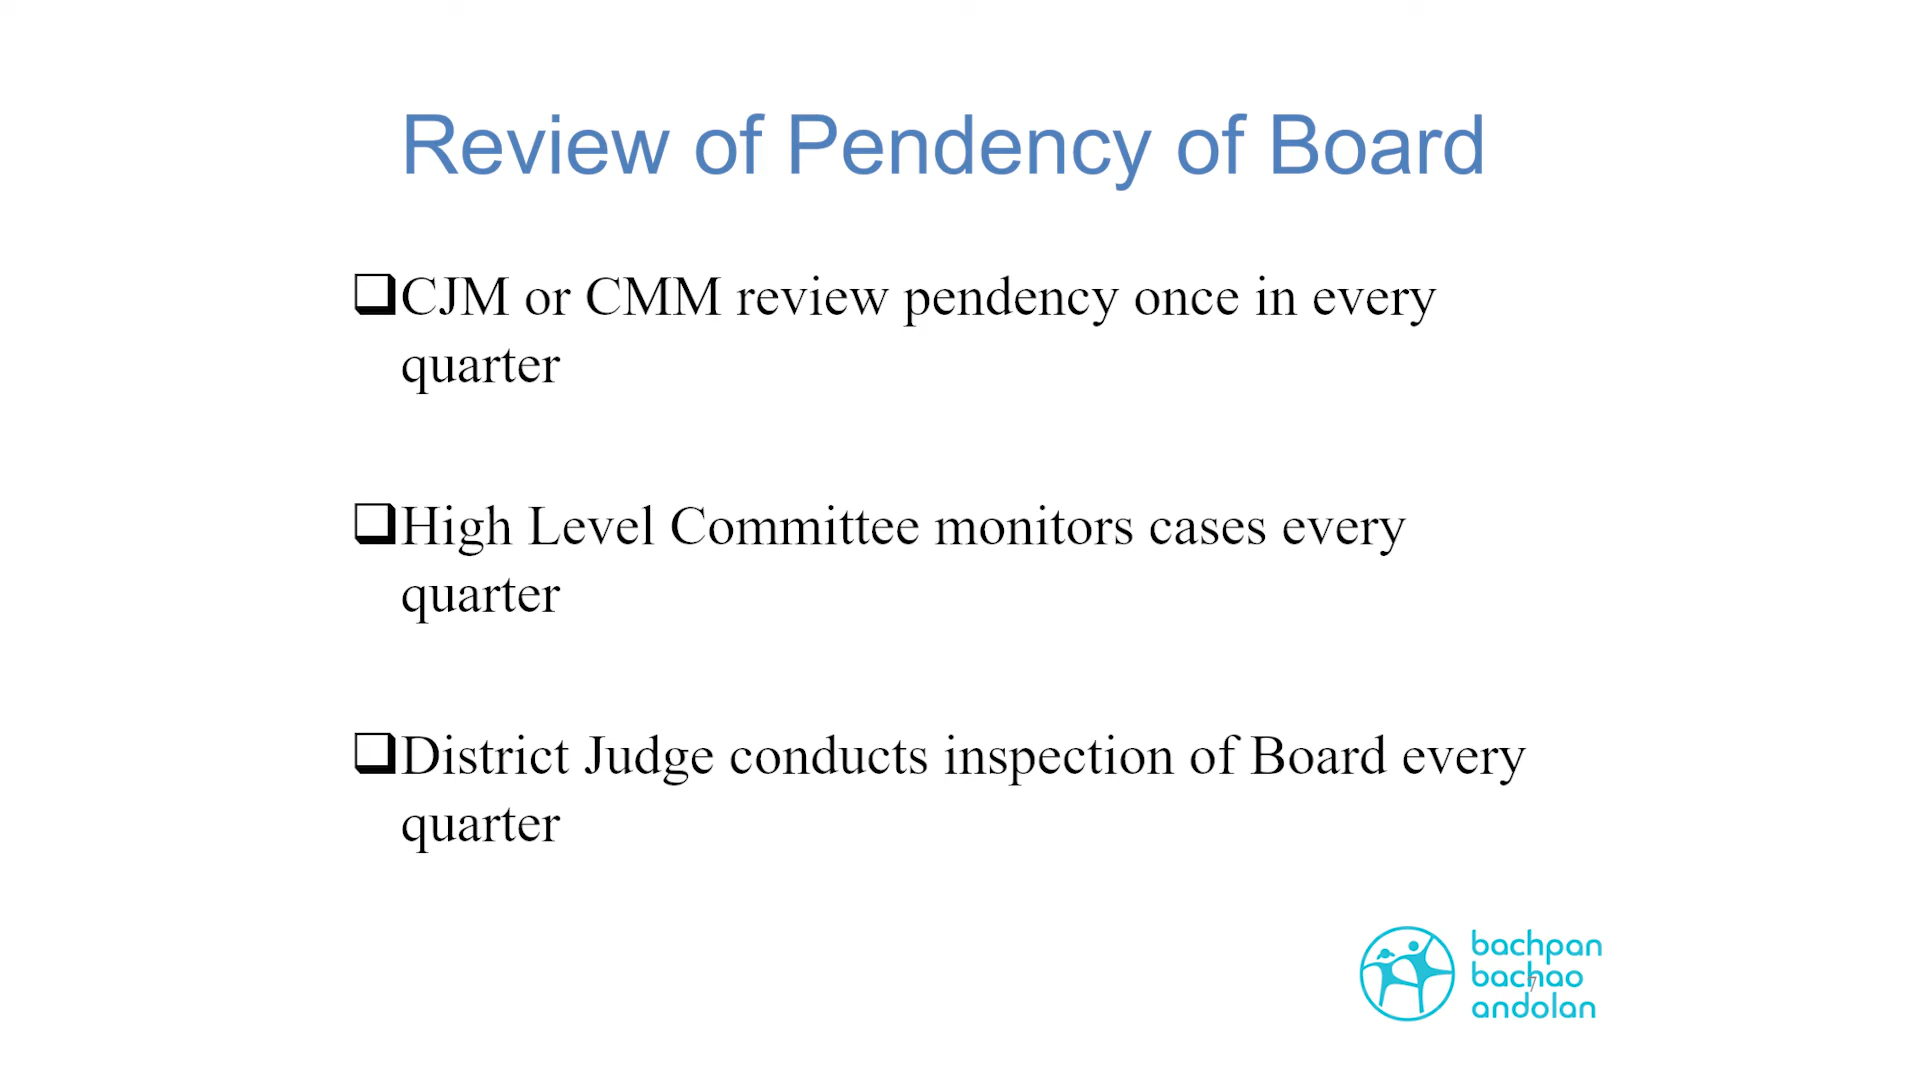 Review of Pendency of Board
CJM or CMM review pendency once in every
quarter
High Level Committee monitors cases every
quarter
District Judge conducts inspection of Board every
quarter
bachpan
bachao
andolan
7